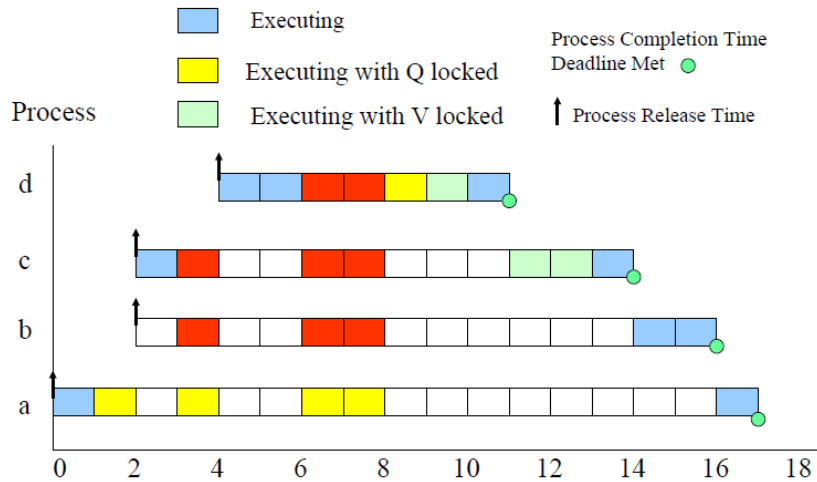 Executing
Executing with Q locked
Executing with V locked
Process Completion Time
Deadline Met
Process Release Time
Process
d
c
b
a
0 2 4 6 8 10 12 14 16 18